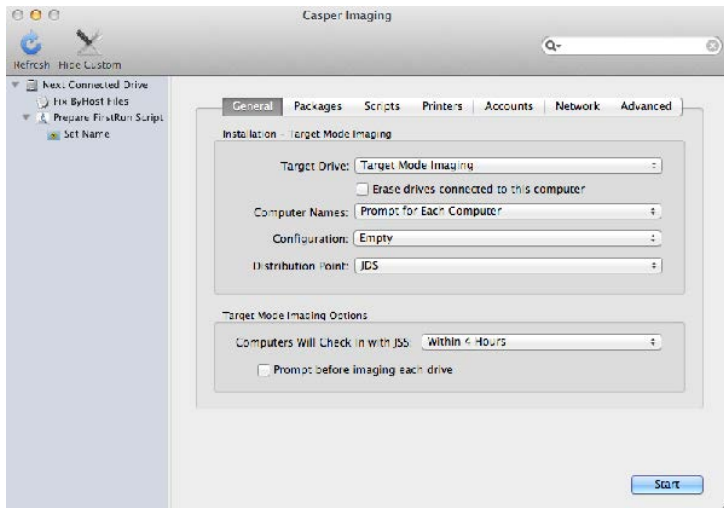 Casper Imaging
Refresh Hide Custom
Next Connected Drive
Fix ByHost Files
Prepare FirstRun Script
Set Name
General Packages Scripts Printers Accounts Network Advanced
Installation - Target Mode Imaging
Target Drive: Target Mode Imaging
Erase drives connected to this computer
Computer Names: Prompt for Each Computer
Configuration: Empty
Distribution Point: JDS
Target Mode Imaging Options
Computers Will Check in with JSS: Within 4 Hours
Prompt before imaging each drive
Start